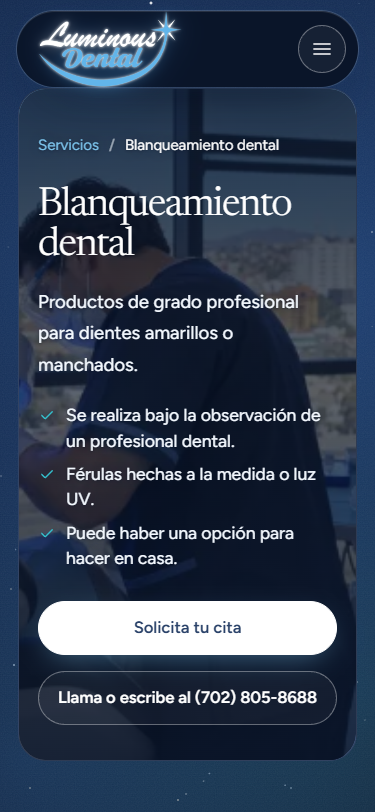 Luminous
Dental
Servicios / Blanqueamiento dental
Blanqueamiento
dental
Productos de grado profesional
para dientes amarillos o
manchados.
Se realiza bajo la observación de
un profesional dental.
Férulas hechas a la medida o luz
UV.
Puede haber una opción para
hacer en casa.
Solicita tu cita
Llama o escribe al (702) 805-8688